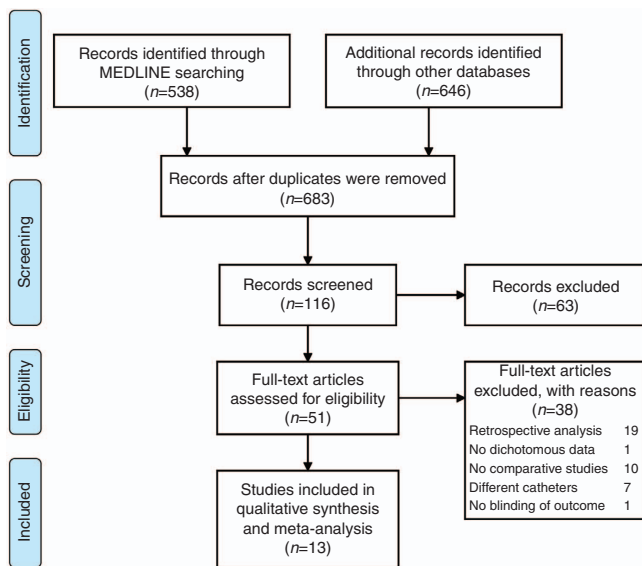 Identification
Records identified through
MEDLINE searching
(n=538)
Additional records identified
through other databases
(n=646)
Records after duplicates were removed
(n=683)
Screening
Records screened
(n=116)
Records excluded
(n=63)
Eligibility
Full-text articles
assessed for eligibility
(n=51)
Full-text articles
excluded, with reasons
(n=38)
Retrospective analysis 19
No dichotomous data 1
No comparative studies 10
Different catheters 7
No blinding of outcome 1
Included
Studies included in
qualitative synthesis
and meta-analysis
(n=13)